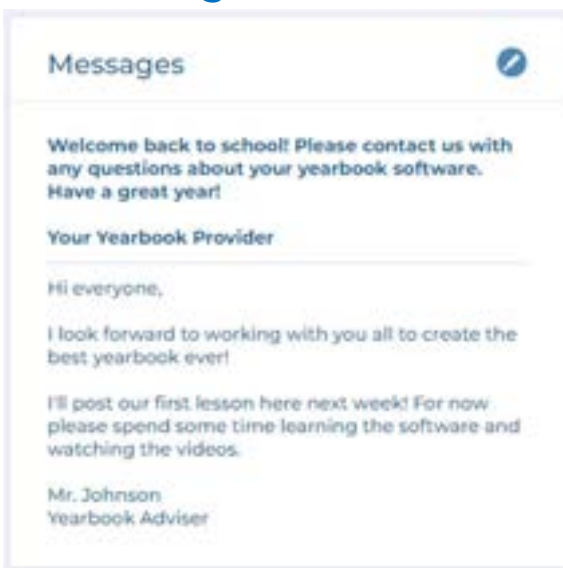 Messages
Welcome back to school! Please contact us with
any questions about your yearbook software.
Have a great year!
Your Yearbook Provider
Hi everyone,
I look forward to working with you all to create the
best yearbook ever!
I'll post our first lesson here next week! For now
please spend some time learning the software and
watching the videos.
Mr. Johnson
Yearbook Adviser